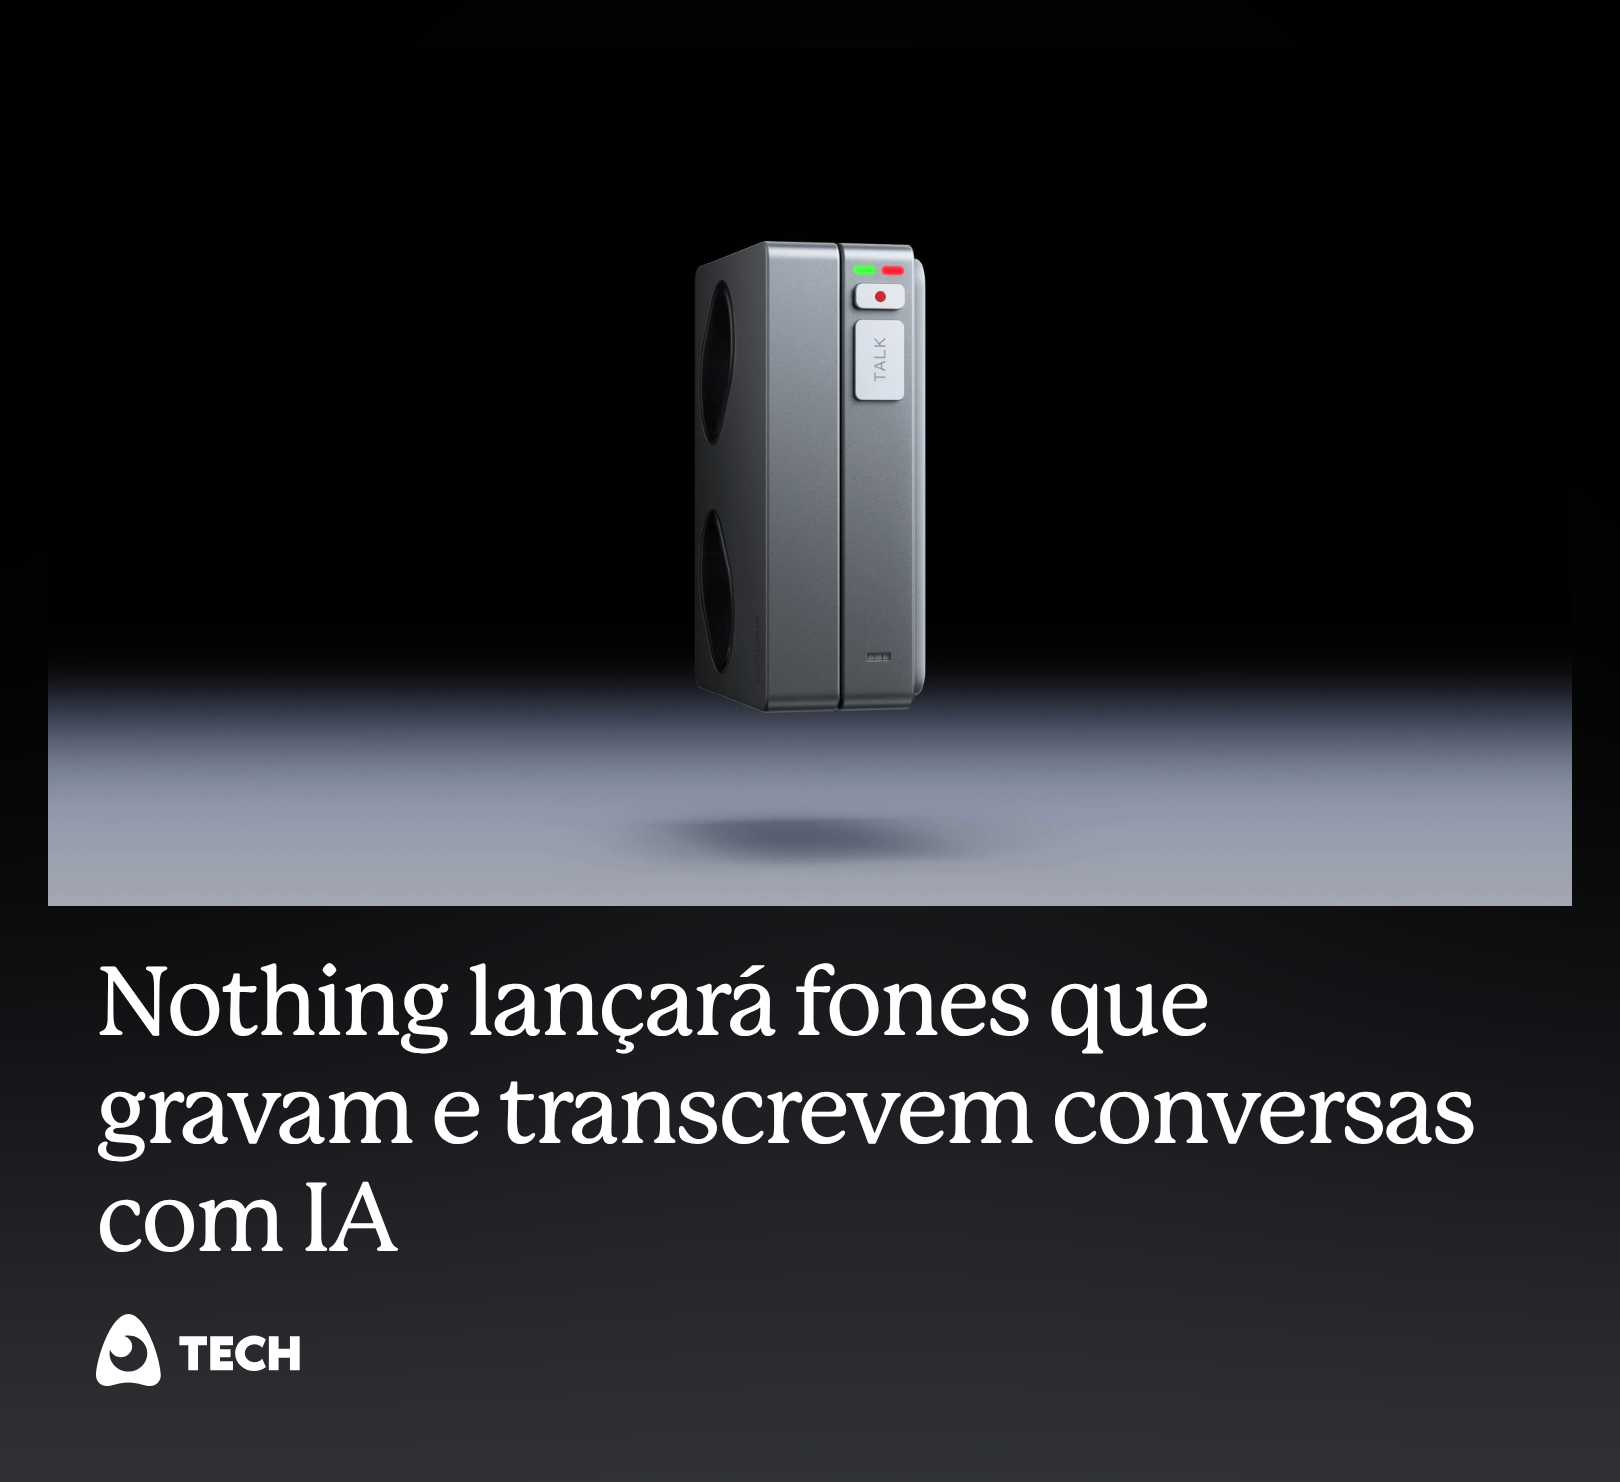 TALK
Nothing lançará fones que
gravam e transcrevem conversas
com IA
TECH